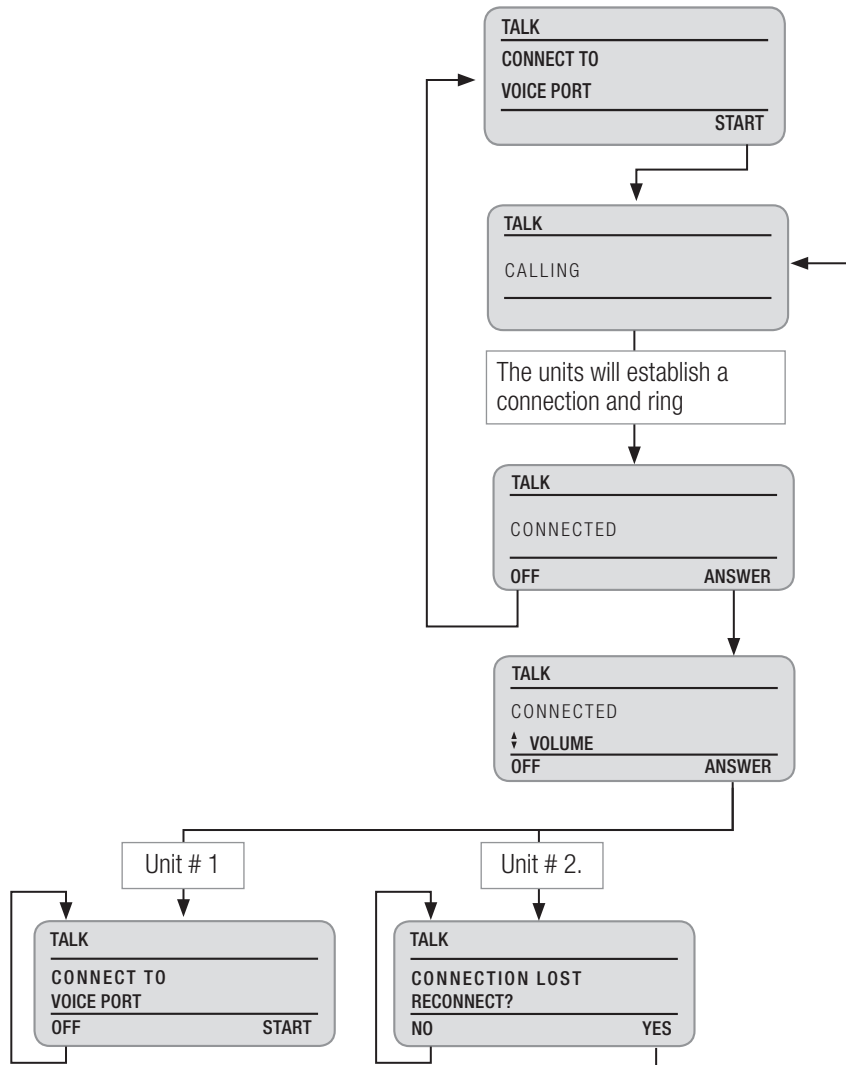 TALK
CONNECT TO
VOICE PORT
START
TALK
CALLING
The units will establish a
connection and ring
TALK
CONNECTED
OFF ANSWER
TALK
CONNECTED
VOLUME
OFF ANSWER
Unit # 1
Unit # 2.
TALK
CONNECT TO
VOICE PORT
OFF START
TALK
CONNECTION LOST
RECONNECT?
NO YES